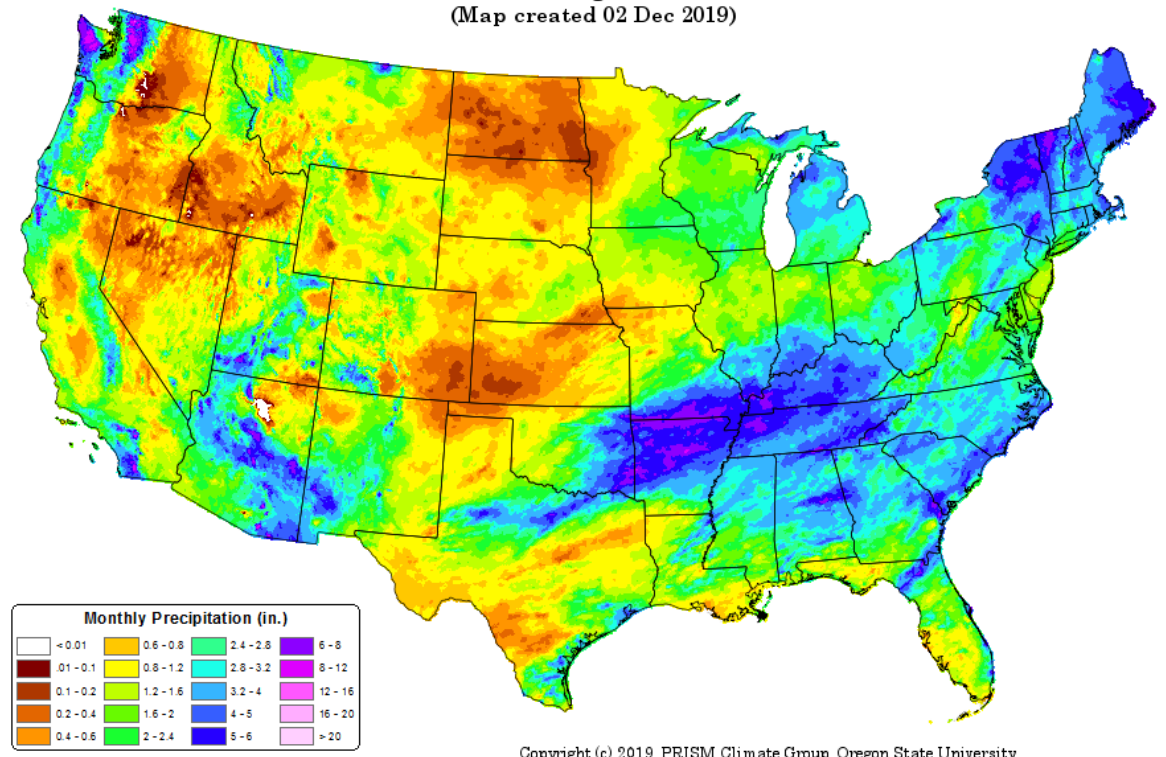 (Map created 02 Dec 2019)
Monthly Precipitation (in.)
< 0.01 0.6 - 0.8 2.4 - 2.8 6 - 8
.01 - 0.1 0.8 - 1.2 2.8 - 3.2 8 - 12
0.1 - 0.2 1.2 - 1.6 3.2 - 4 12 - 16
0.2 - 0.4 1.6 - 2 4 - 5 16 - 20
0.4 - 0.6 2 - 2.4 5 - 6 > 20
Copyright (c) 2019, PRISM Climate Group, Oregon State University